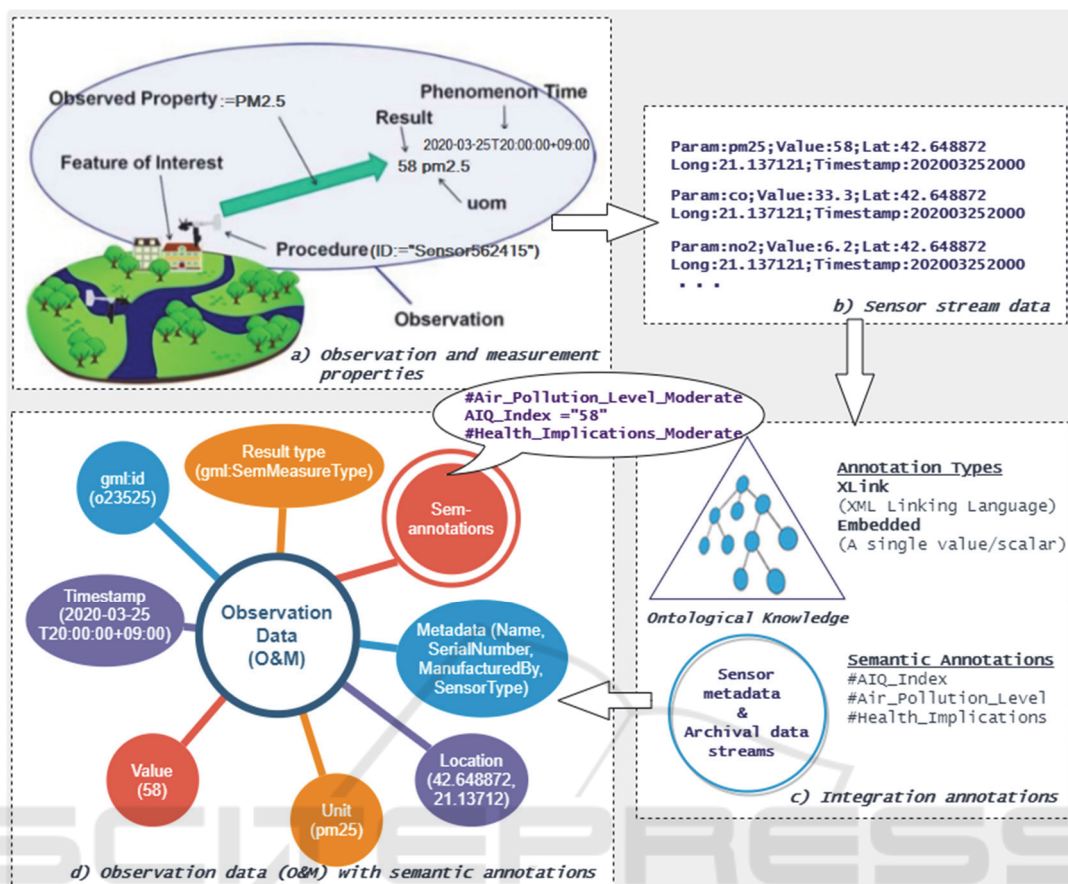 Observed Property :=PM2.5
Phenomenon Time
Result
2020-03-25T20:00:00+09:00
58 pm2.5
Feature of Interest
uom
Procedure (ID:="Sensor562415")
Observation
a) Observation and measurement
properties
Param:pm25;Value:58;Lat:42.648872
Long:21.137121;Timestamp:202003252000
Param:co;Value:33.3;Lat:42.648872
Long:21.137121;Timestamp:202003252000
Param:no2;Value:6.2;Lat:42.648872
Long:21.137121;Timestamp:202003252000
. . .
b) Sensor stream data
#Air_Pollution_Level_Moderate
AIQ_Index ="58"
#Health_Implications_Moderate
Annotation Types
XLink
(XML Linking Language)
Embedded
(A single value/scalar)
Ontological Knowledge
Sensor
metadata
&
Archival data
streams
Semantic Annotations
#AIQ_Index
#Air_Pollution_Level
#Health_Implications
c) Integration annotations
gml:id
(o23525)
Result type
(gml:SemMeasureType)
Sem-
annotations
Timestamp
(2020-03-25
T20:00:00+09:00)
Observation
Data
(O&M)
Metadata (Name,
SerialNumber,
ManufacturedBy,
SensorType)
Value
(58)
Unit
(pm25)
Location
(42.648872,
21.13712)
d) Observation data (O&M) with semantic annotations
SCITEPRESS